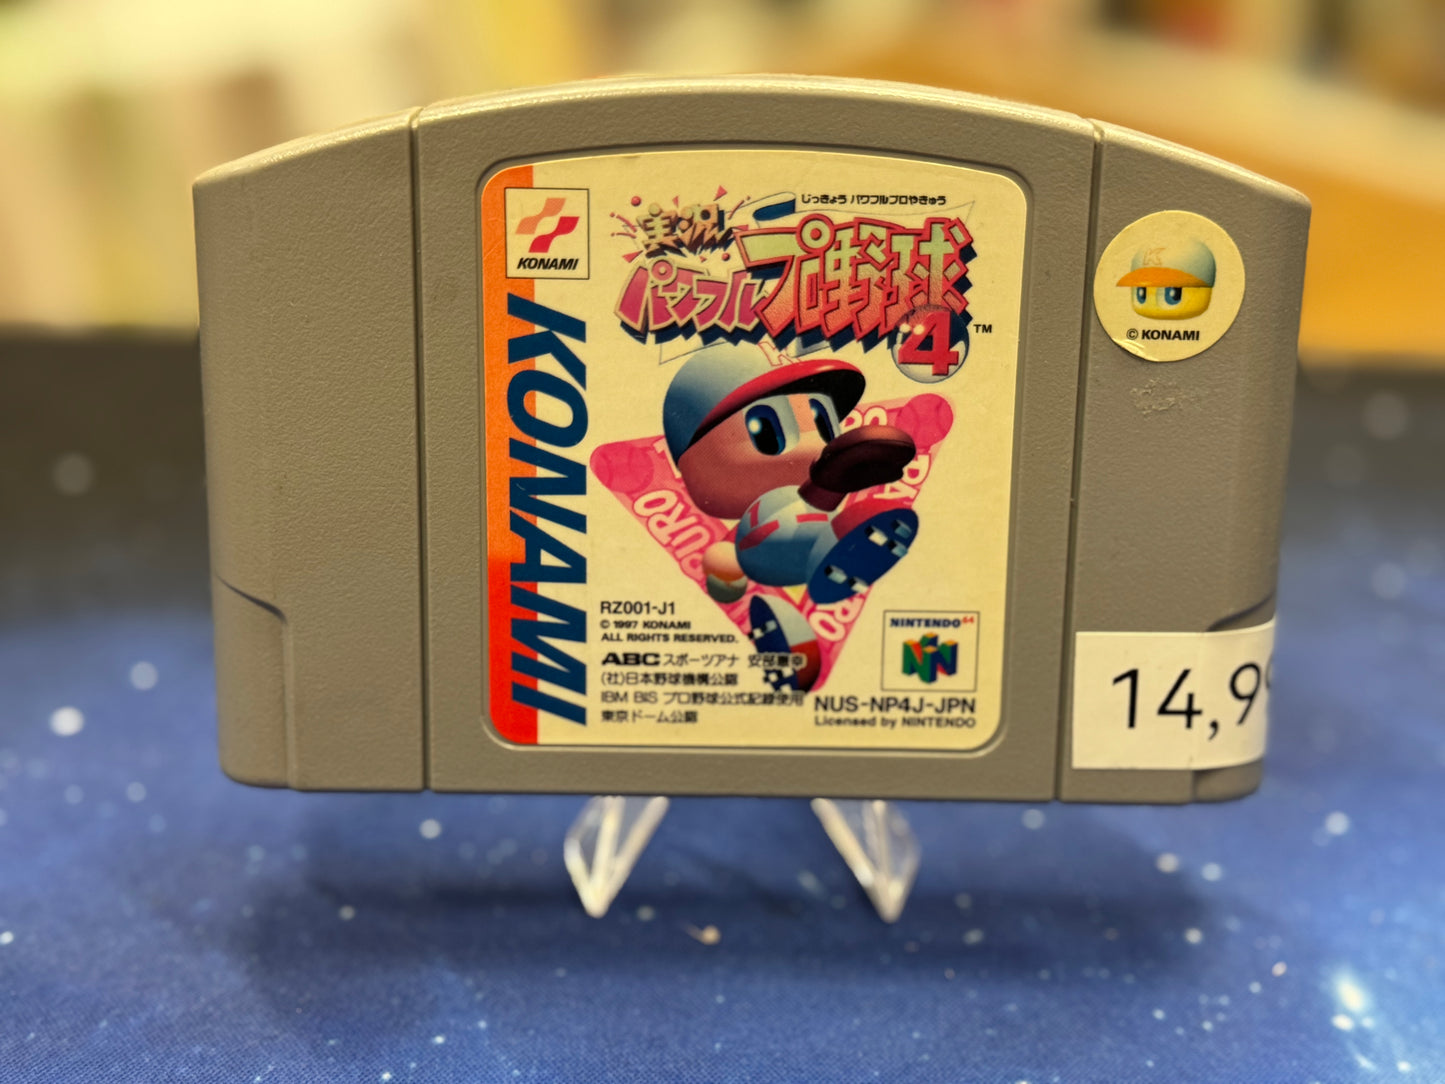 じっきょう パワフルプロやきゅう
実況
パワフルプロ野球
4
TM
KONAMI
KONAMI
© KONAMI
PURO
RZ001-J1
© 1997 KONAMI
ALL RIGHTS RESERVED.
ABC スポーツアナ 安部憲幸
(社)日本野球機構公認
IBM BIS プロ野球公式記録使用
東京ドーム公認
NINTENDO 64
NUS-NP4J-JPN
Licensed by NINTENDO
14,9